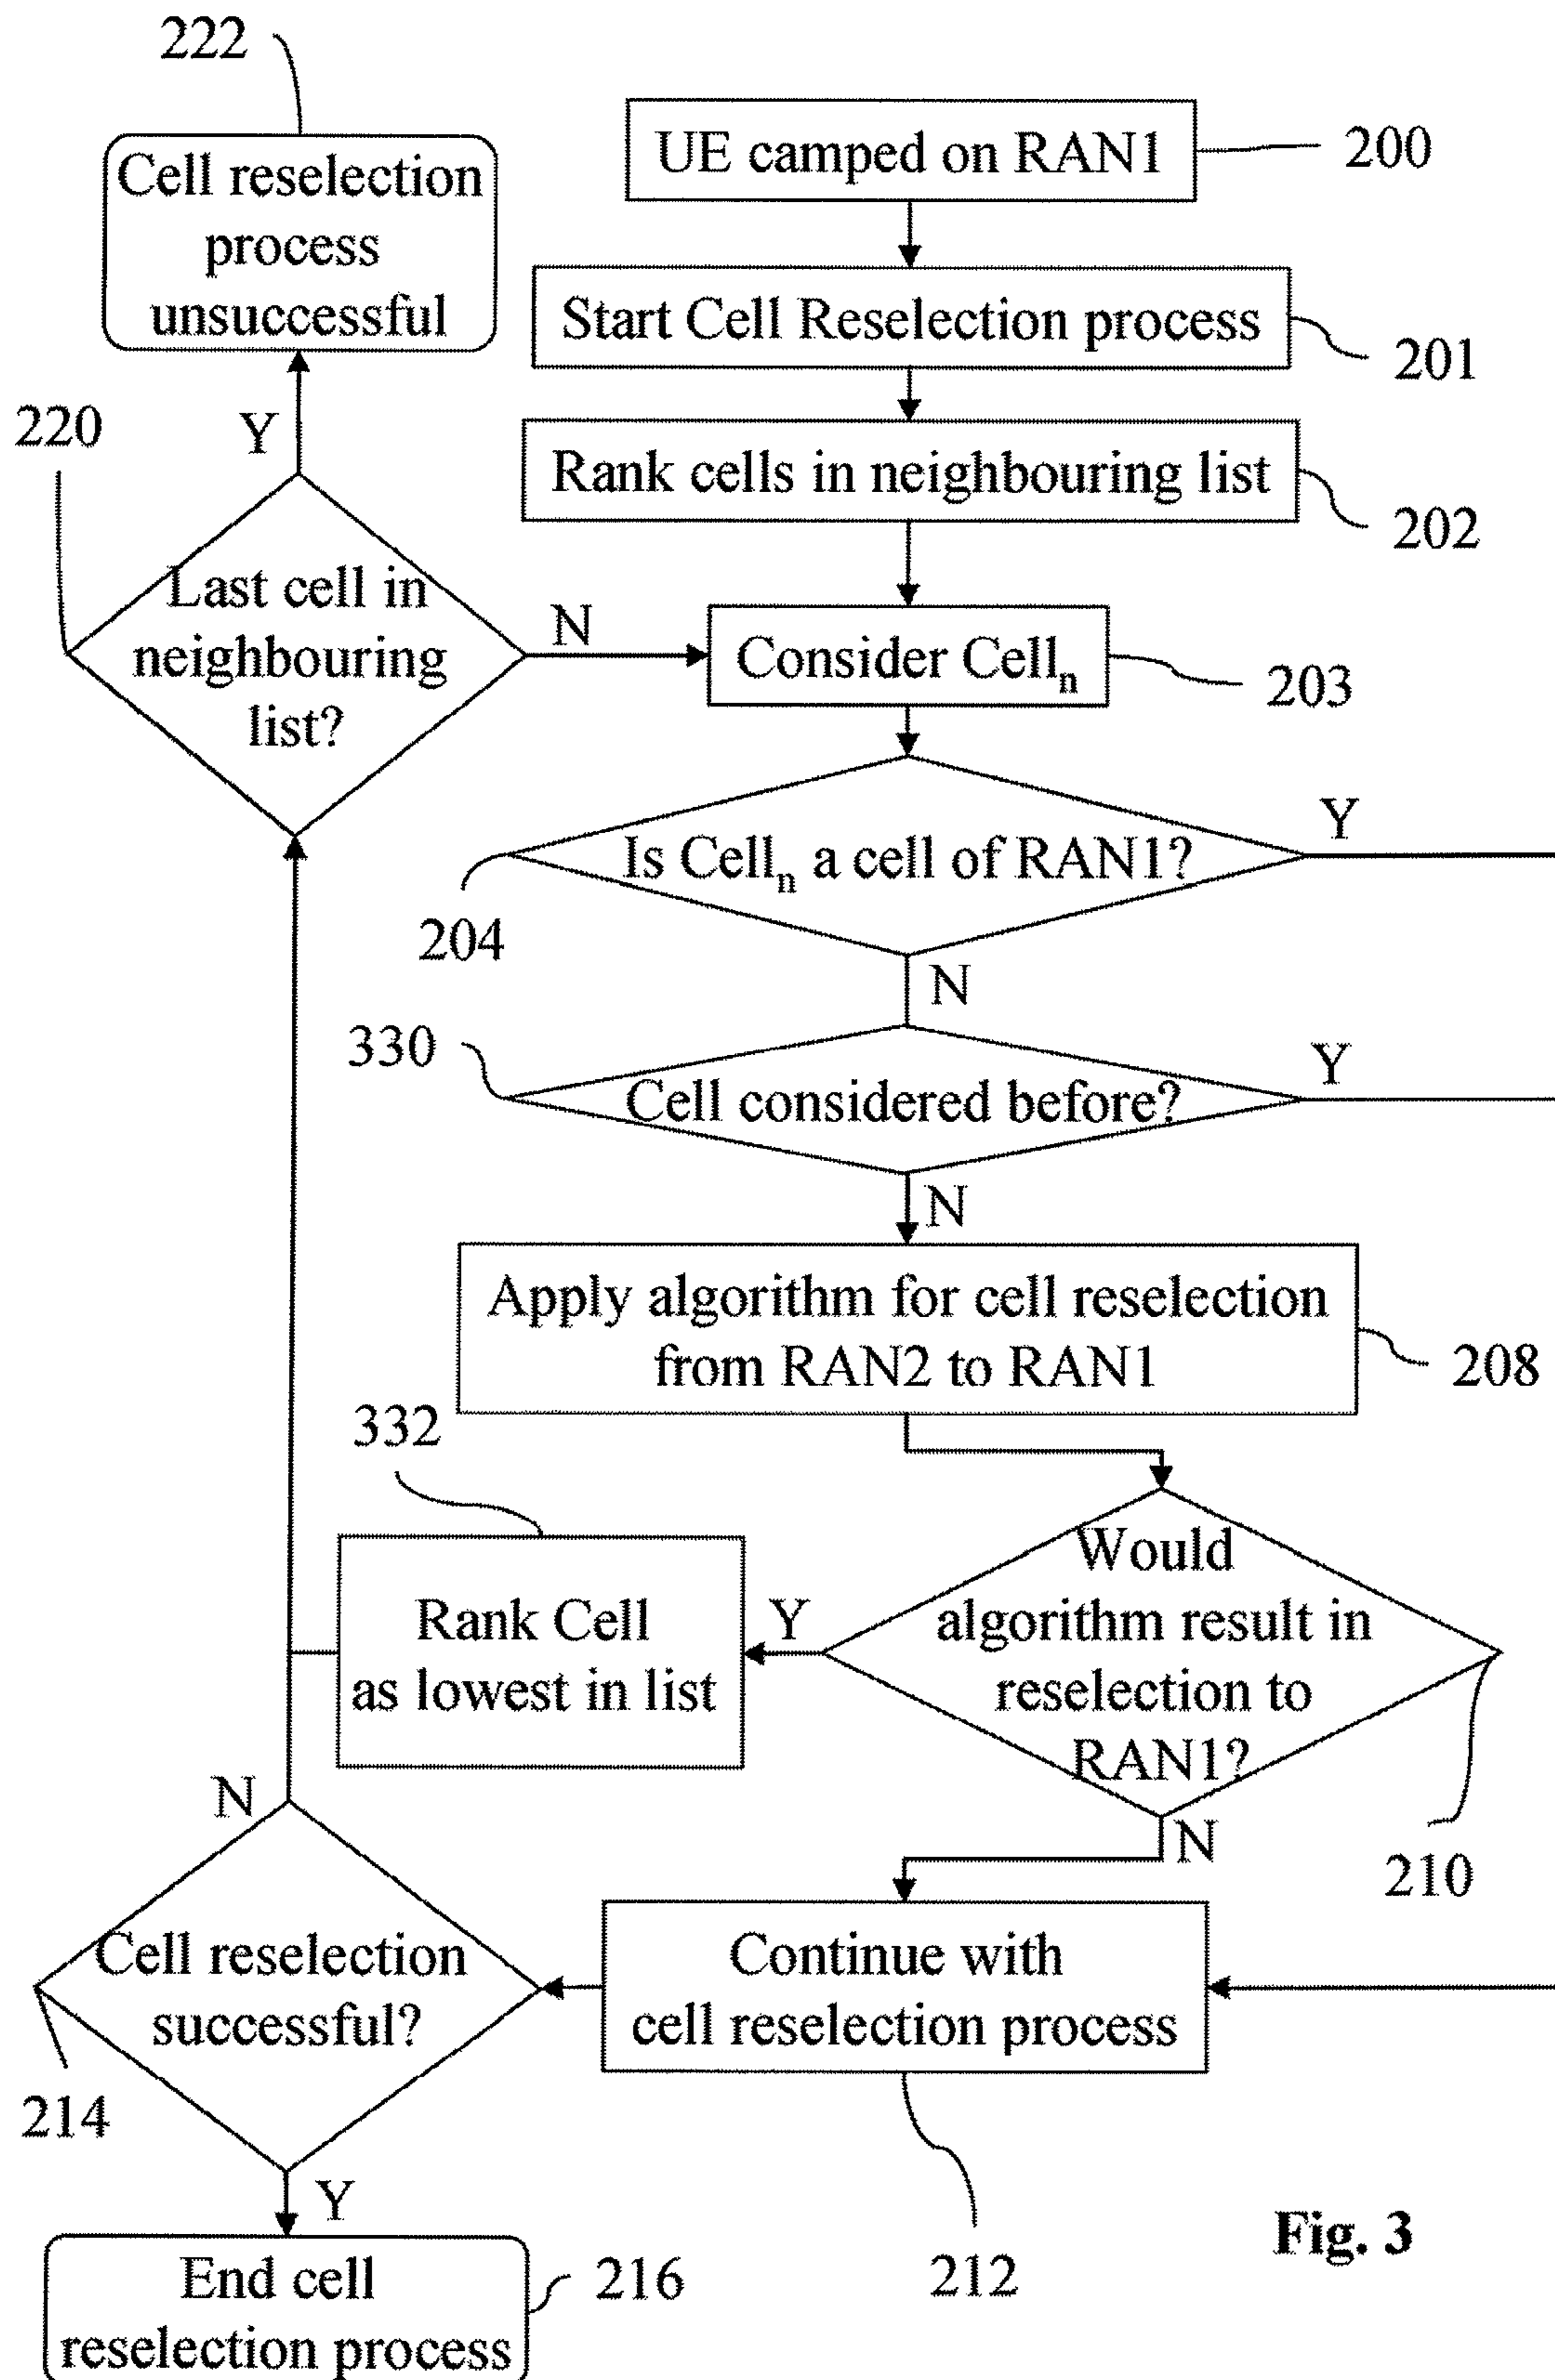 222
Cell reselection
process
unsuccessful
UE camped on RAN1
200
Start Cell Reselection process
201
Rank cells in neighbouring list
202
220
Y
Last cell in
neighbouring
list?
N
Consider Celln
203
Is Celln a cell of RAN1?
Y
204
N
330
Cell considered before?
Y
N
Apply algorithm for cell reselection
from RAN2 to RAN1
208
332
Rank Cell
as lowest in list
Y
Would
algorithm result in
reselection to
RAN1?
210
N
N
Cell reselection
successful?
214
Continue with
cell reselection process
212
Y
End cell
reselection process
216
Fig. 3